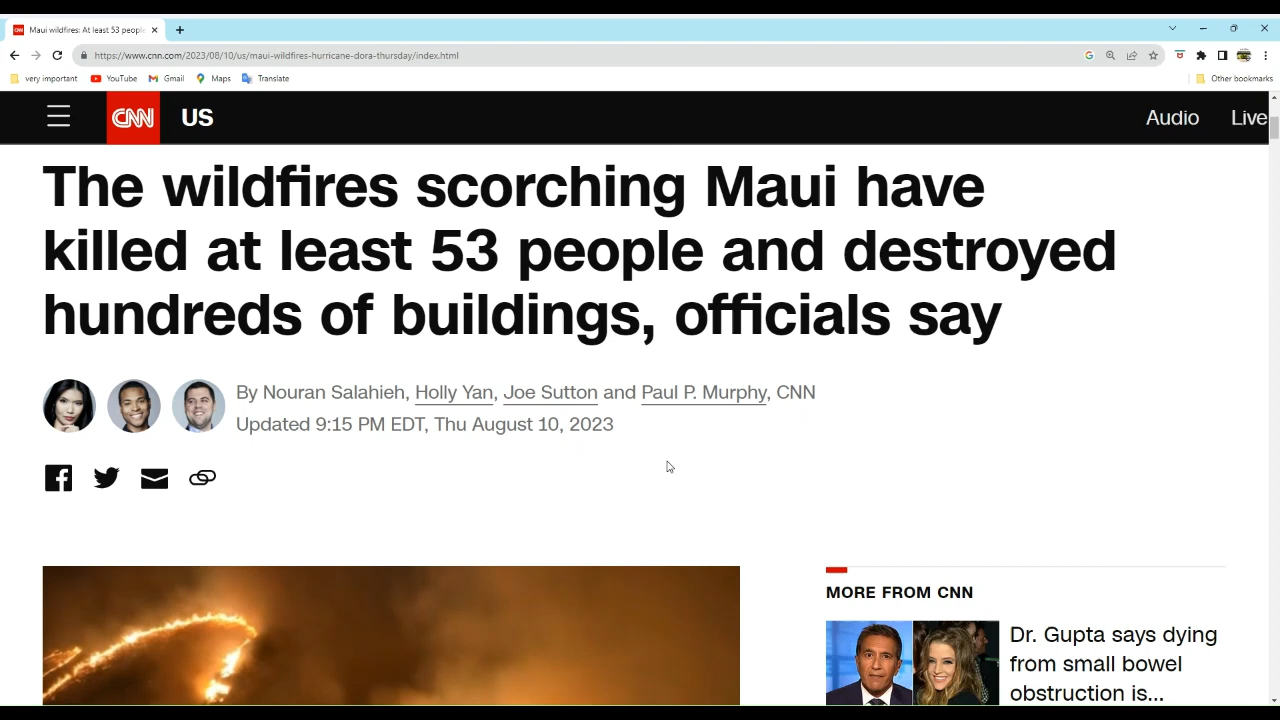 Maui wildfires: At least 53 people
https://www.cnn.com/2023/08/10/us/maui-wildfires-hurricane-dora-thursday/index.html
very important YouTube Gmail Maps Translate Other bookmarks
CNN US Audio Live
The wildfires scorching Maui have
killed at least 53 people and destroyed
hundreds of buildings, officials say
By Nouran Salahieh, Holly Yan, Joe Sutton and Paul P. Murphy, CNN
Updated 9:15 PM EDT, Thu August 10, 2023
MORE FROM CNN
Dr. Gupta says dying
from small bowel
obstruction is...